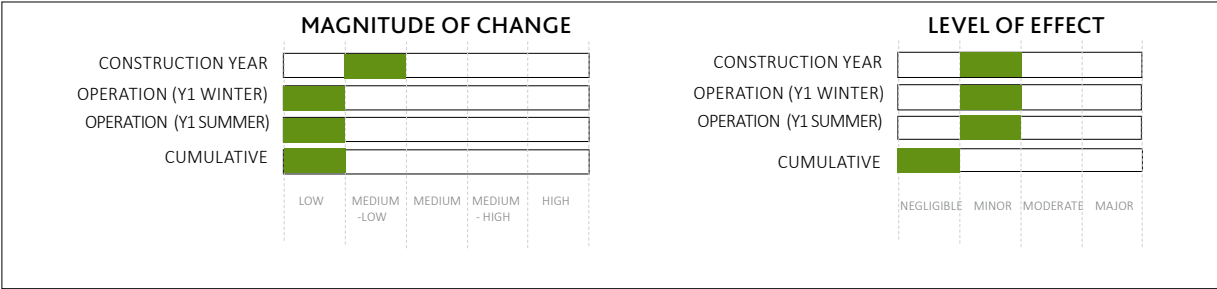 MAGNITUDE OF CHANGE
CONSTRUCTION YEAR
OPERATION (Y1 WINTER)
OPERATION (Y1 SUMMER)
CUMULATIVE
LOW
MEDIUM
-LOW
MEDIUM
MEDIUM
- HIGH
HIGH
LEVEL OF EFFECT
CONSTRUCTION YEAR
OPERATION (Y1 WINTER)
OPERATION (Y1 SUMMER)
CUMULATIVE
NEGLIGIBLE
MINOR
MODERATE
MAJOR